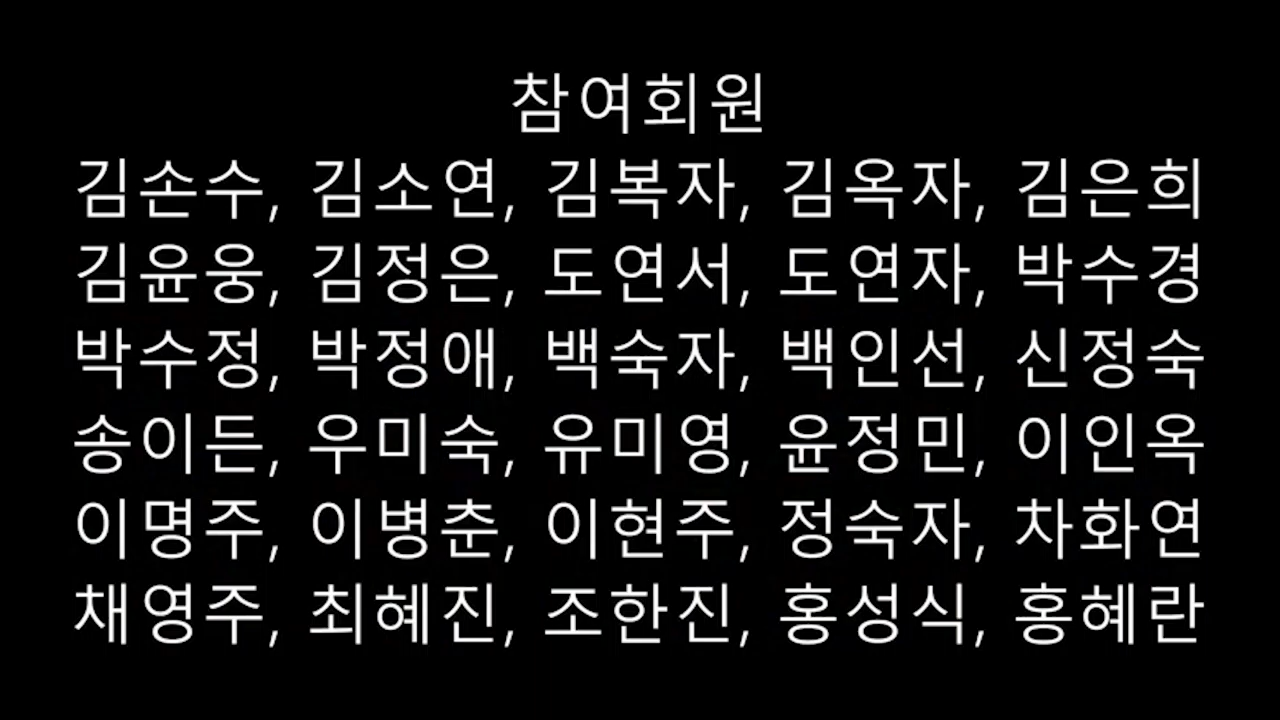 참여회원
김손수, 김소연, 김복자, 김옥자, 김은희
김윤웅, 김정은, 도연서, 도연자, 박수경
박수정, 박정애, 백숙자, 백인선, 신정숙
송이든, 우미숙, 유미영, 윤정민, 이인옥
이명주, 이병춘, 이현주, 정숙자, 차화연
채영주, 최혜진, 조한진, 홍성식, 홍혜란